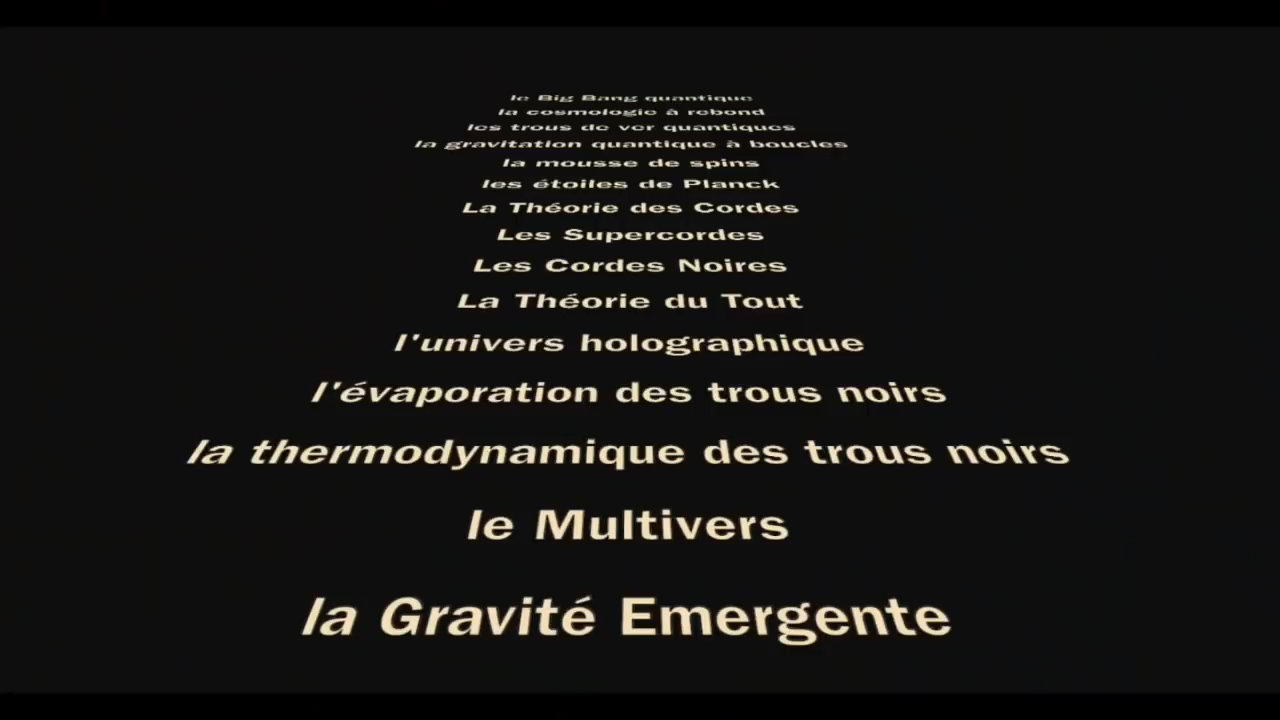 le Big Bang quantique
la cosmologie à rebond
les trous de ver quantiques
la gravitation quantique à boucles
la mousse de spins
les étoiles de Planck
La Théorie des Cordes
Les Supercordes
Les Cordes Noires
La Théorie du Tout
l'univers holographique
l'évaporation des trous noirs
la thermodynamique des trous noirs
le Multivers
la Gravité Emergente